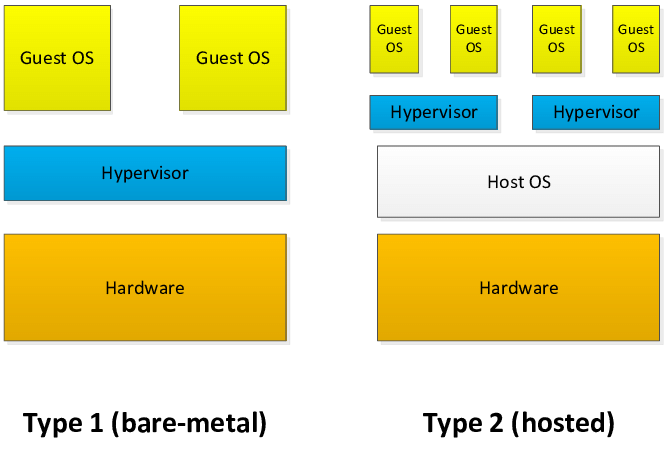 Guest OS
Guest OS
Hypervisor
Hardware
Type 1 (bare-metal)
Guest
OS
Guest
OS
Guest
OS
Guest
OS
Hypervisor
Hypervisor
Host OS
Hardware
Type 2 (hosted)